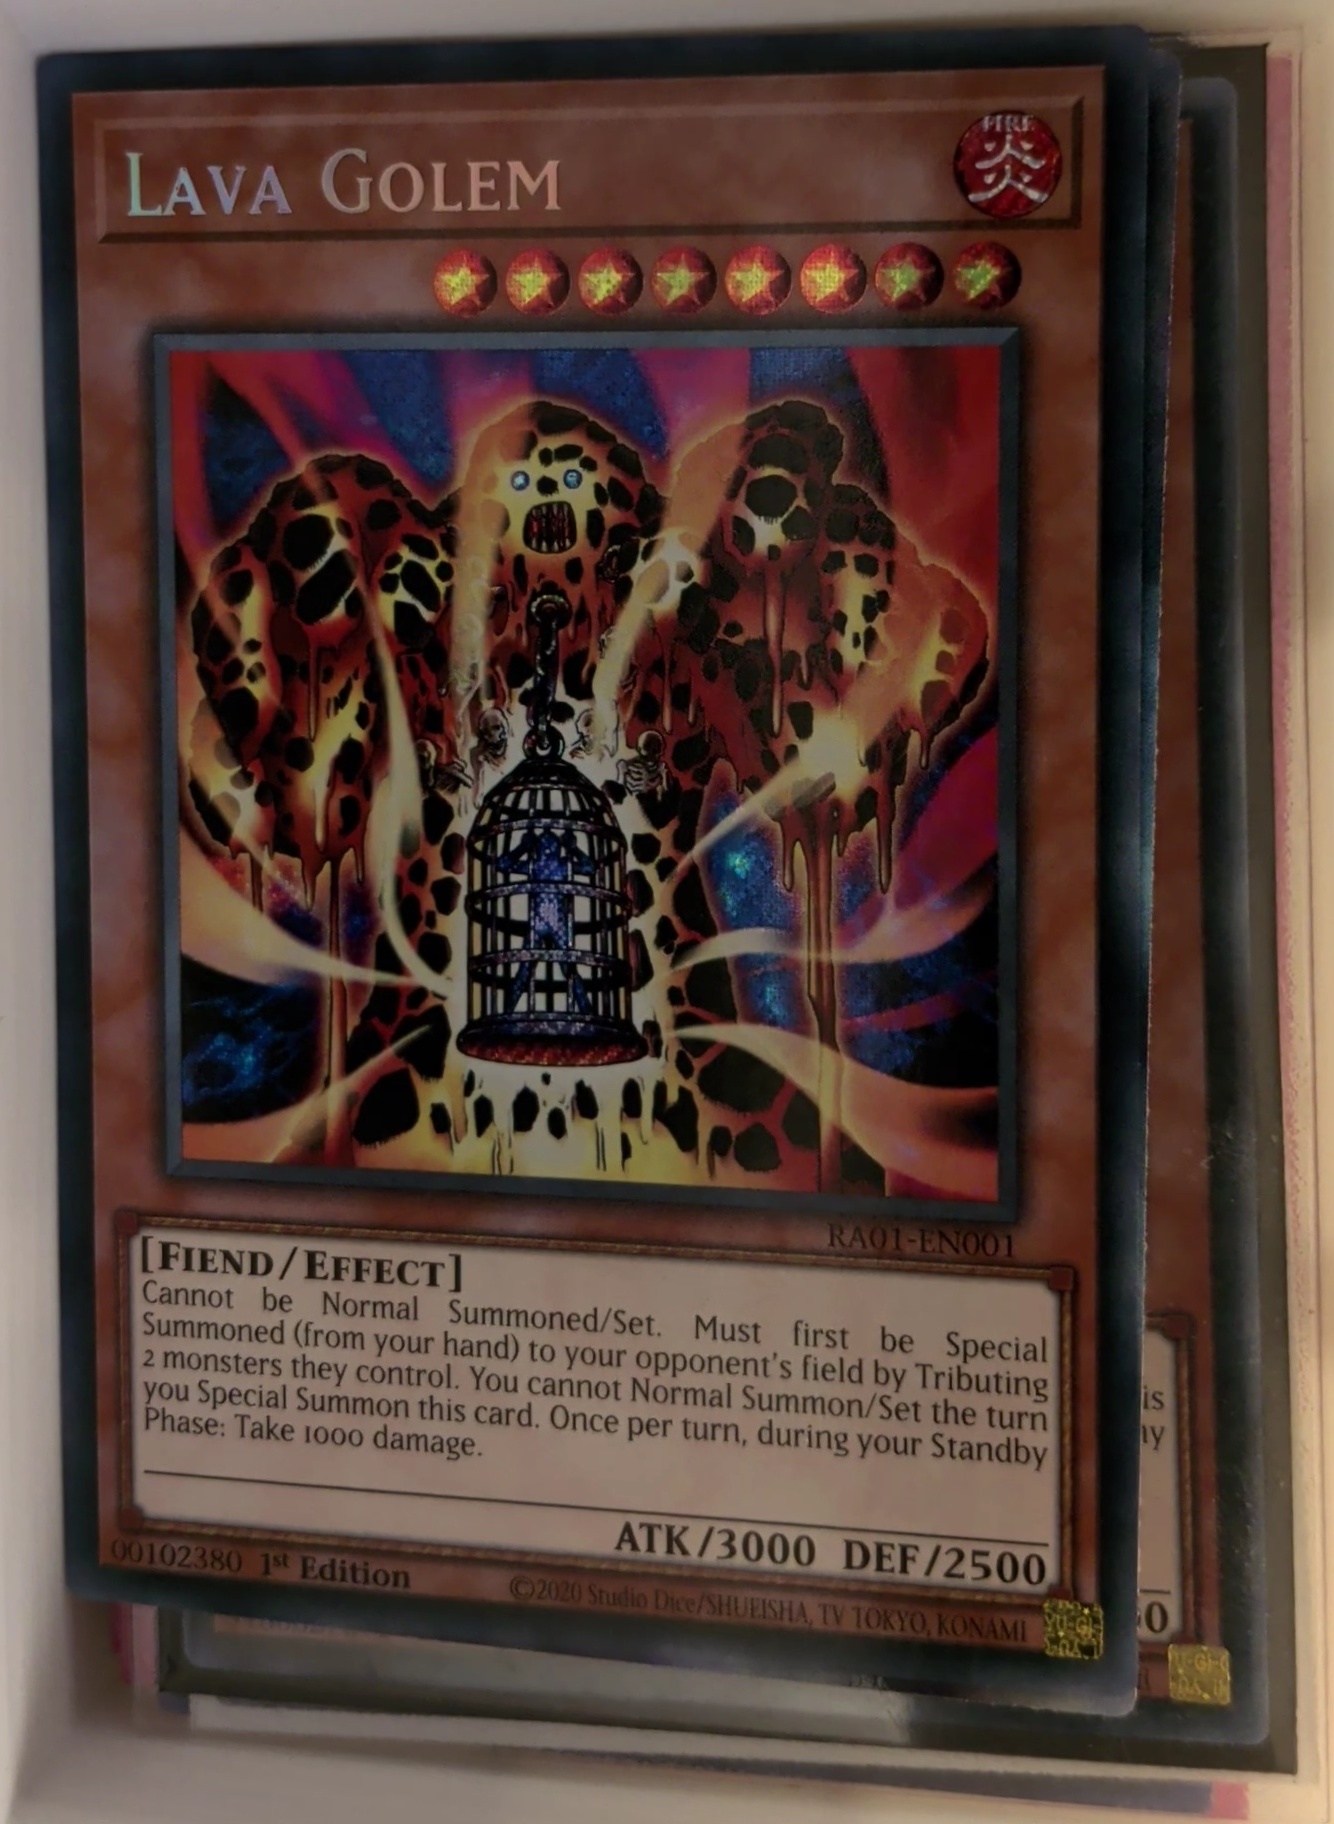 LAVA GOLEM
FIRE
炎
RA01-EN001
[FIEND/EFFECT]
Cannot be Normal Summoned/Set. Must first be Special
Summoned (from your hand) to your opponent's field by Tributing
2 monsters they control. You cannot Normal Summon/Set the turn
you Special Summon this card. Once per turn, during your Standby
Phase: Take 1000 damage.
ATK/3000 DEF/2500
00102380 1st Edition
©2020 Studio Dice/SHUEISHA, TV TOKYO, KONAMI
is